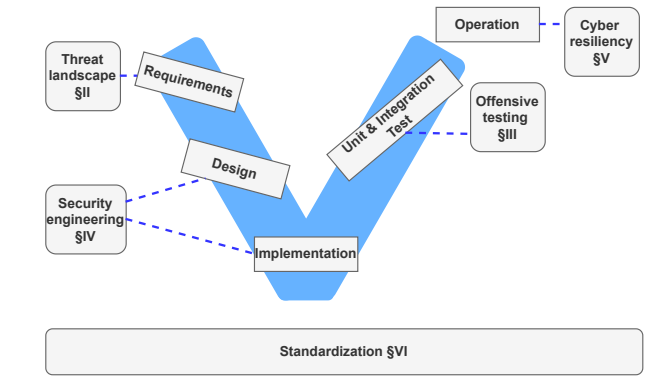 Operation
Cyber
resiliency
§V
Threat
landscape
§II
Requirements
Unit & Integration
Test
Offensive
testing
§III
Design
Security
engineering
§IV
Implementation
Standardization §VI